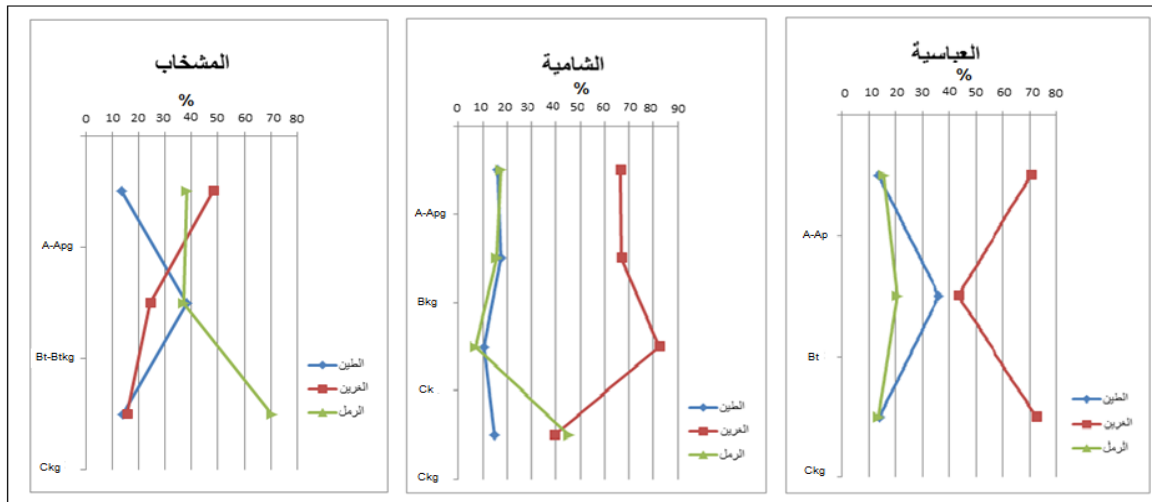 المشخاب
%
0 10 20 30 40 50 60 70 80
A-Apg
Bt-Btkg
Ckg
الطين
الغرين
الرمل
الشامية
%
0 10 20 30 40 50 60 70 80 90
A-Apg
Bkg
Ck
Ckg
الطين
الغرين
الرمل
العباسية
%
0 10 20 30 40 50 60 70 80
A-Ap
Bt
Ckg
الطين
الغرين
الرمل